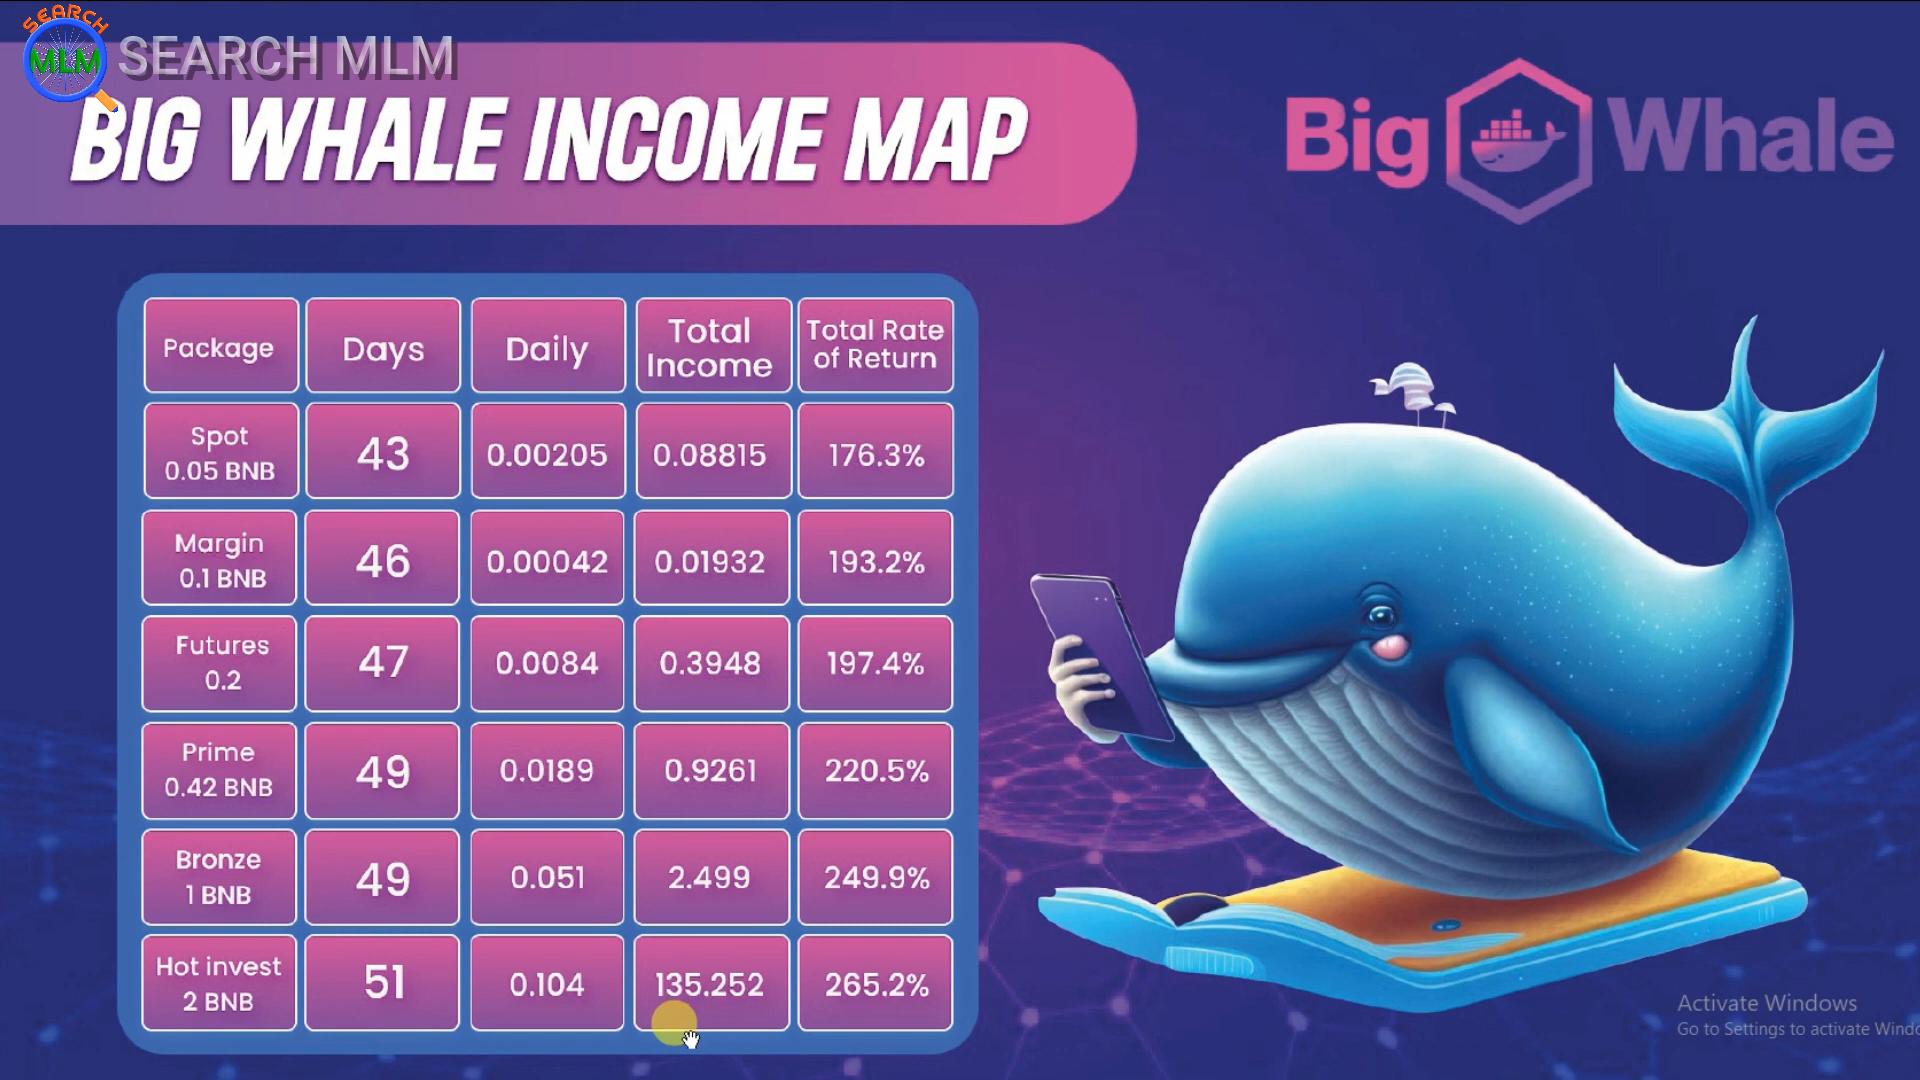 SEARCH
MLM
SEARCH MLM
BIG WHALE INCOME MAP
Big Whale
Package Days Daily Total Income Total Rate of Return
Spot 0.05 BNB 43 0.00205 0.08815 176.3%
Margin 0.1 BNB 46 0.00042 0.01932 193.2%
Futures 0.2 47 0.0084 0.3948 197.4%
Prime 0.42 BNB 49 0.0189 0.9261 220.5%
Bronze 1 BNB 49 0.051 2.499 249.9%
Hot invest 2 BNB 51 0.104 135.252 265.2%
Activate Windows
Go to Settings to activate Windo